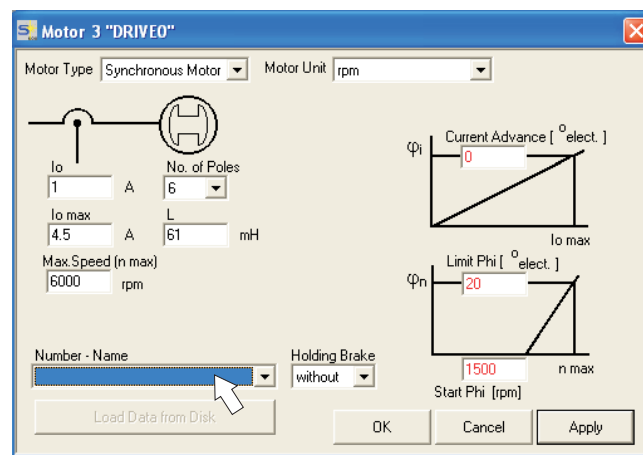 S Motor 3 "DRIVE0"
Motor Type Synchronous Motor Motor Unit rpm
Io No. of Poles
1 A 6
Io max L
4.5 A 61 mH
Max.Speed (n max)
6000 rpm
φi Current Advance [ °elect. ]
0
Io max
Limit Phi [ °elect. ]
φn 20
1500 n max
Start Phi [rpm]
Number - Name Holding Brake
without
Load Data from Disk
OK Cancel Apply